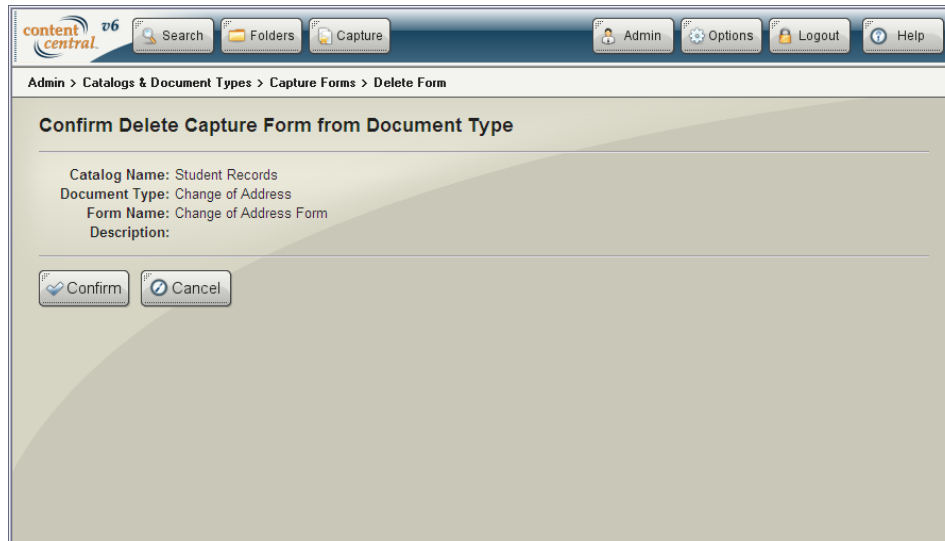 content central v6 Search Folders Capture Admin Options Logout Help
Admin > Catalogs & Document Types > Capture Forms > Delete Form
Confirm Delete Capture Form from Document Type
Catalog Name: Student Records
Document Type: Change of Address
Form Name: Change of Address Form
Description:
Confirm Cancel